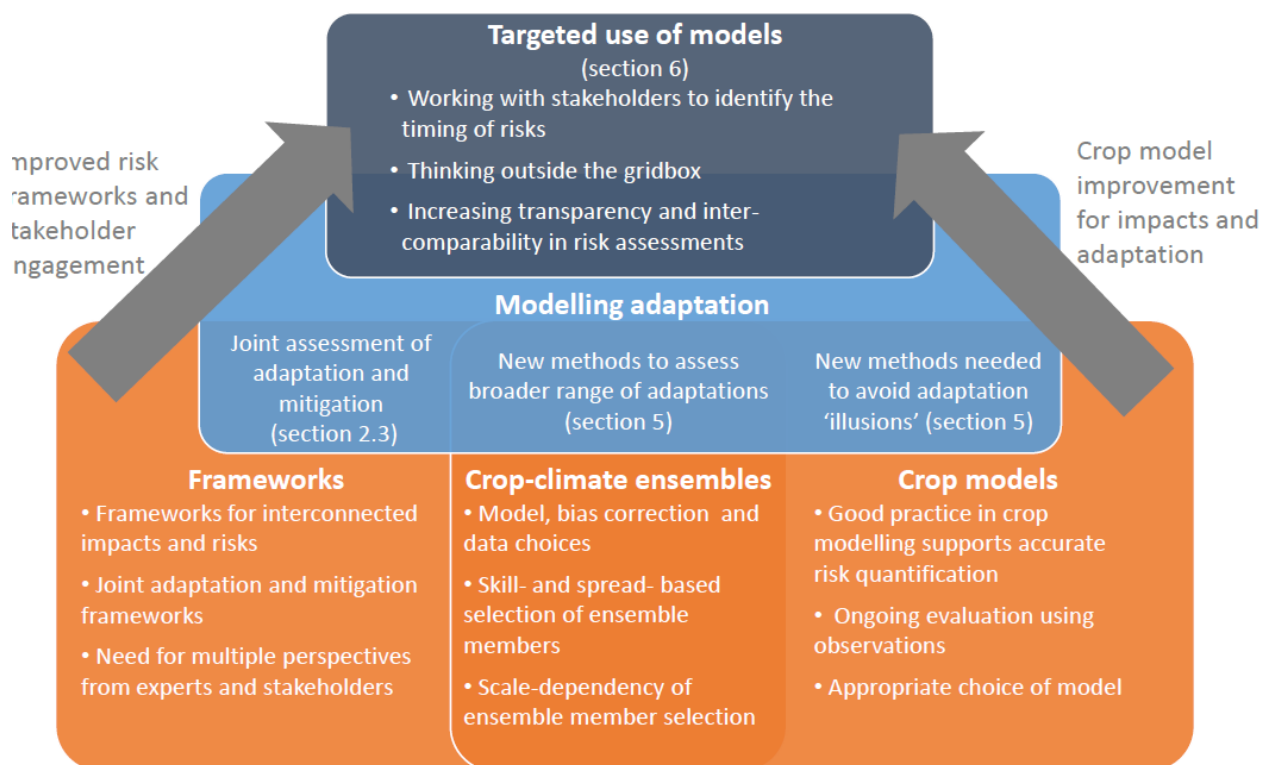 Targeted use of models
(section 6)
• Working with stakeholders to identify the
timing of risks
• Thinking outside the gridbox
• Increasing transparency and inter-
comparability in risk assessments
mproved risk
rameworks and
takeholder
ngagement
Crop model
improvement
for impacts and
adaptation
Modelling adaptation
Joint assessment of
adaptation and
mitigation
(section 2.3)
New methods to assess
broader range of adaptations
(section 5)
New methods needed
to avoid adaptation
‘illusions’ (section 5)
Frameworks
• Frameworks for interconnected
impacts and risks
• Joint adaptation and mitigation
frameworks
• Need for multiple perspectives
from experts and stakeholders
Crop-climate ensembles
• Model, bias correction and
data choices
• Skill- and spread- based
selection of ensemble
members
• Scale-dependency of
ensemble member selection
Crop models
• Good practice in crop
modelling supports accurate
risk quantification
• Ongoing evaluation using
observations
• Appropriate choice of model